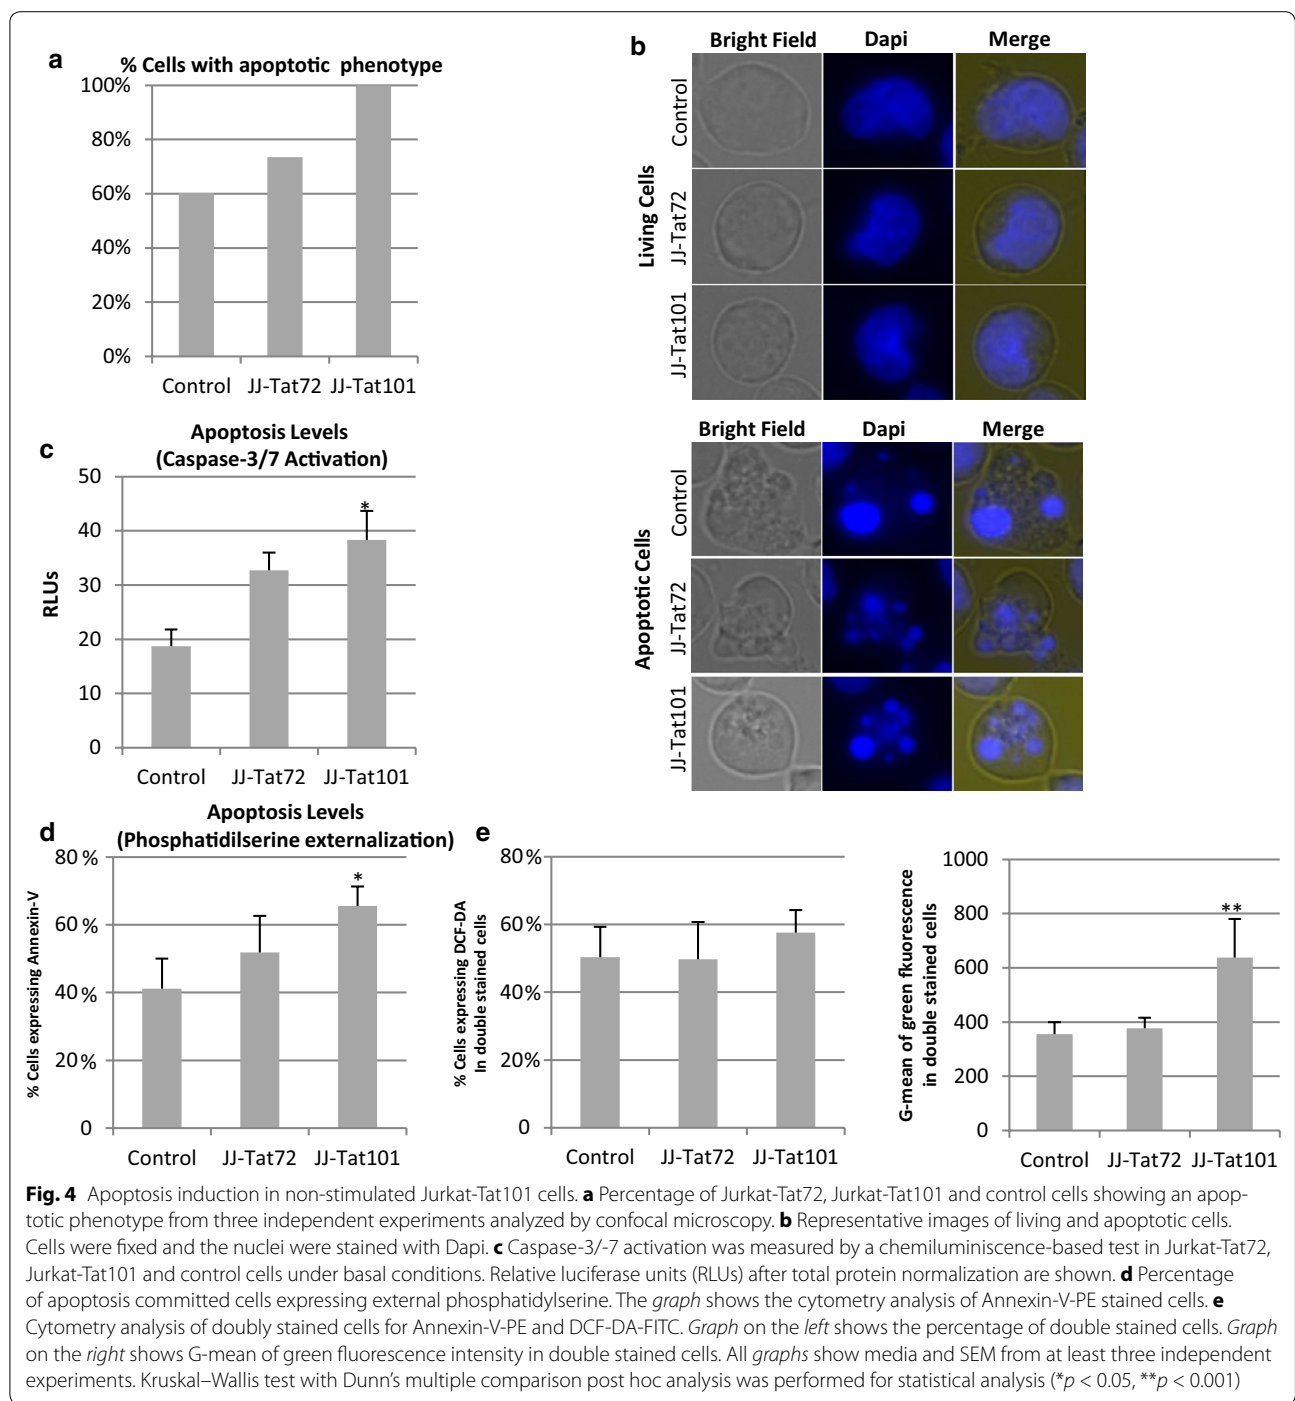 a
% Cells with apoptotic phenotype
100%
80%
60%
40%
20%
0%
Control JJ-Tat72 JJ-Tat101
b
Bright Field Dapi Merge
Living Cells
Control
JJ-Tat72
JJ-Tat101
Bright Field Dapi Merge
Apoptotic Cells
Control
JJ-Tat72
JJ-Tat101
c
Apoptosis Levels
(Caspase-3/7 Activation)
RLUs
50
40
30
20
10
0
*
Control JJ-Tat72 JJ-Tat101
d
Apoptosis Levels
(Phosphatidilserine externalization)
% Cells expressing Annexin-V
80%
60%
40%
20%
0
*
Control JJ-Tat72 JJ-Tat101
e
% Cells expressing DCF-DA
In double stained cells
80%
60%
40%
20%
0
Control JJ-Tat72 JJ-Tat101
G-mean of green fkuorescence
in double stained cells
1000
800
600
400
200
0
**
Control JJ-Tat72 JJ-Tat101
Fig. 4 Apoptosis induction in non-stimulated Jurkat-Tat101 cells. a Percentage of Jurkat-Tat72, Jurkat-Tat101 and control cells showing an apop-
totic phenotype from three independent experiments analyzed by confocal microscopy. b Representative images of living and apoptotic cells.
Cells were fixed and the nuclei were stained with Dapi. c Caspase-3/-7 activation was measured by a chemiluminiscence-based test in Jurkat-Tat72,
Jurkat-Tat101 and control cells under basal conditions. Relative luciferase units (RLUs) after total protein normalization are shown. d Percentage
of apoptosis committed cells expressing external phosphatidylserine. The graph shows the cytometry analysis of Annexin-V-PE stained cells. e
Cytometry analysis of doubly stained cells for Annexin-V-PE and DCF-DA-FITC. Graph on the left shows the percentage of double stained cells. Graph
on the right shows G-mean of green fluorescence intensity in double stained cells. All graphs show media and SEM from at least three independent
experiments. Kruskal–Wallis test with Dunn's multiple comparison post hoc analysis was performed for statistical analysis (*p < 0.05, **p < 0.001)